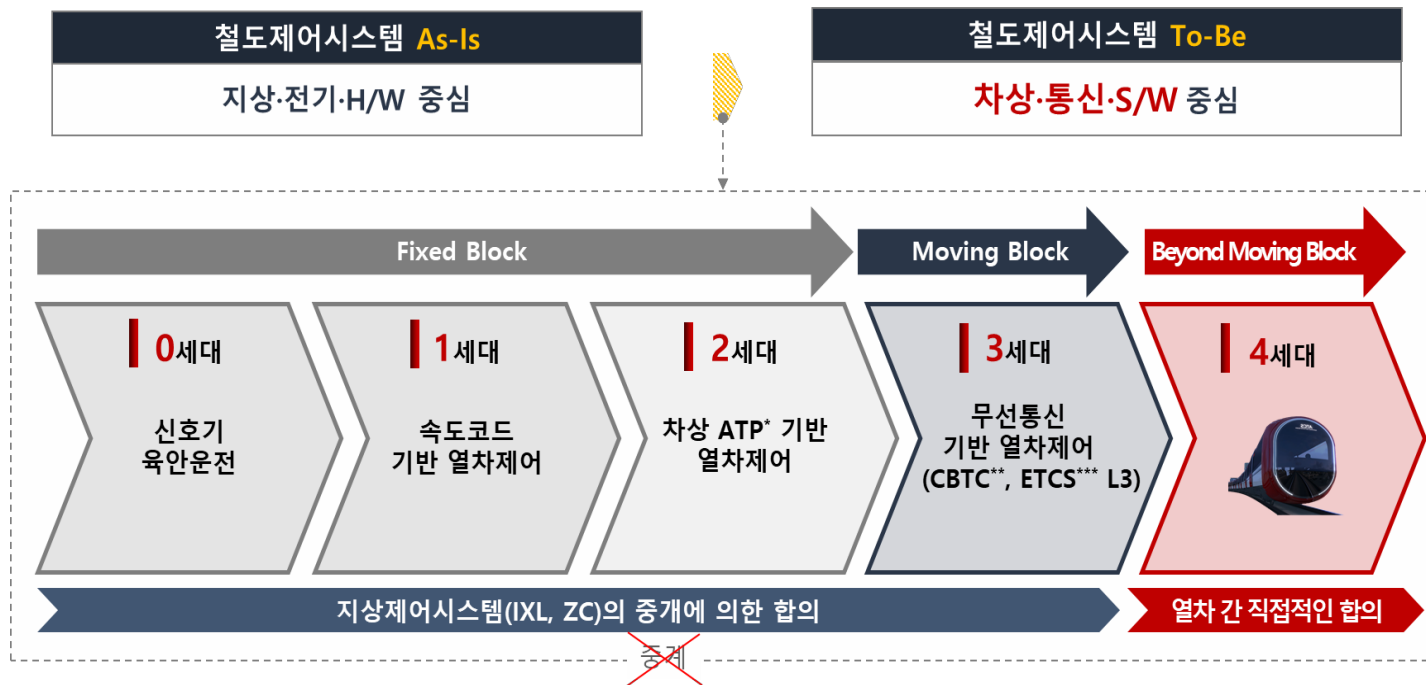 철도제어시스템 As-Is
지상·전기·H/W 중심
철도제어시스템 To-Be
차상·통신·S/W 중심
Fixed Block
Moving Block
Beyond Moving Block
0세대
신호기
육안운전
1세대
속도코드
기반 열차제어
2세대
차상 ATP* 기반
열차제어
3세대
무선통신
기반 열차제어
(CBTC**, ETCS*** L3)
4세대
지상제어시스템(IXL, ZC)의 중개에 의한 합의
열차 간 직접적인 합의
중계